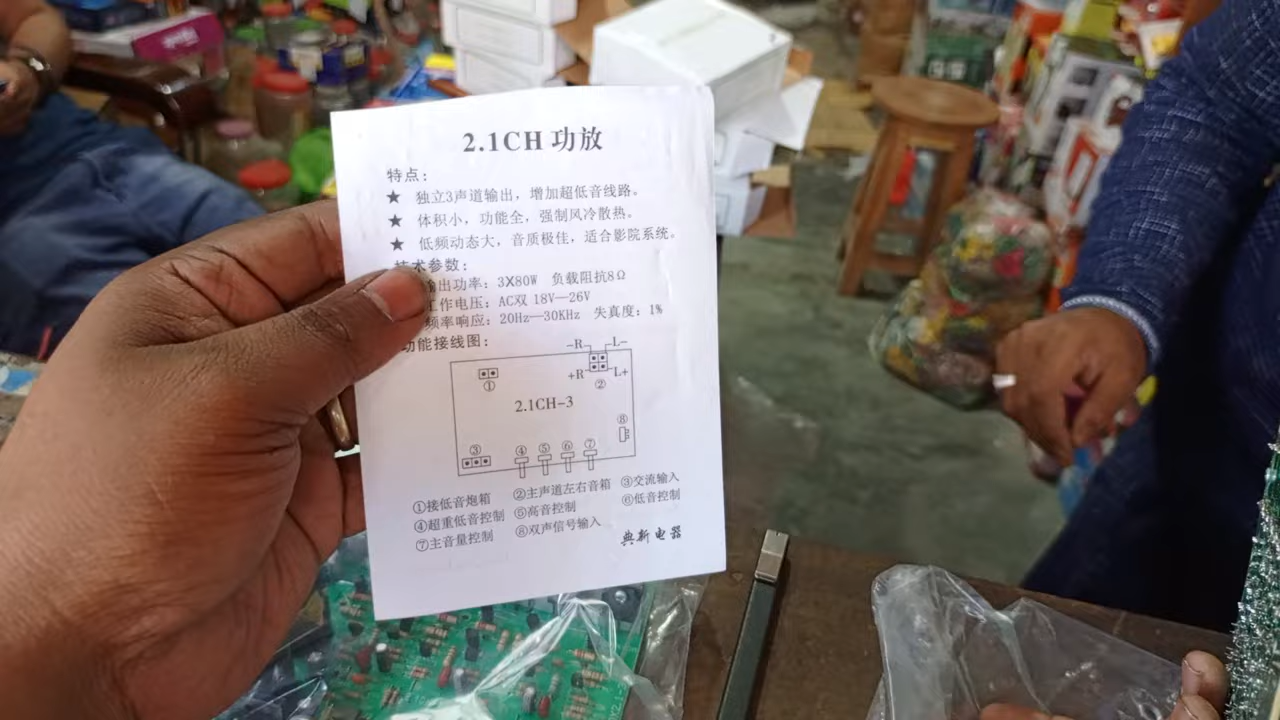 2.1CH 功放
特点：
★ 独立3声道输出，增加超低音线路。
★ 体积小，功能全，强制风冷散热。
★ 低频动态大，音质极佳，适合影院系统。
技术参数：
输出功率：3X80W 负载阻抗8Ω
工作电压：AC双 18V—26V
频率响应：20Hz—30KHz 失真度：1%
功能接线图：
-R L-
① +R L+
②
2.1CH-3
⑧
③ ④ ⑤ ⑥ ⑦
①接低音炮箱 ②主声道左右音箱 ③交流输入
④超重低音控制 ⑤高音控制 ⑥低音控制
⑦主音量控制 ⑧双声信号输入
典新电器